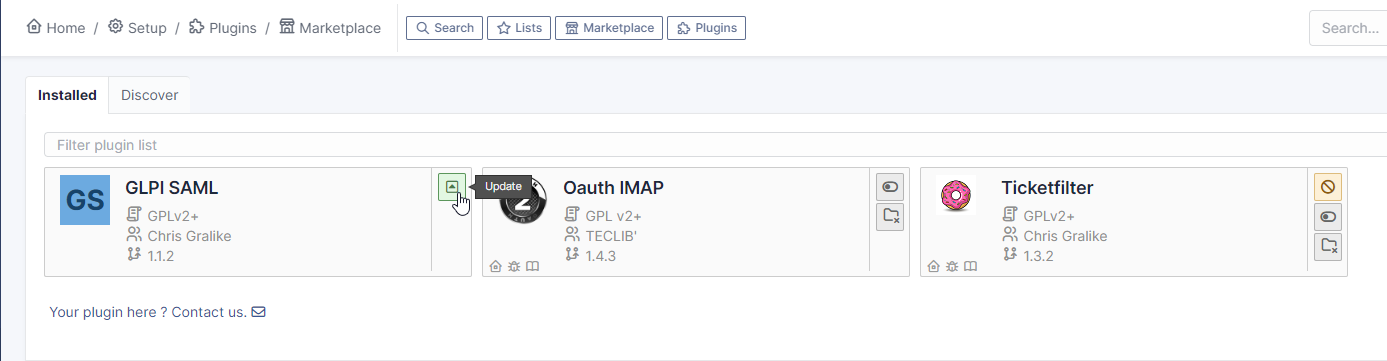 Home / Setup / Plugins / Marketplace Search Lists Marketplace Plugins Search...
Installed Discover
Filter plugin list
GS GLPI SAML Update Oauth IMAP Ticketfilter
GPLv2+ GPL v2+ GPLv2+
Chris Gralike TECLIB' Chris Gralike
1.1.2 1.4.3 1.3.2
Your plugin here ? Contact us.